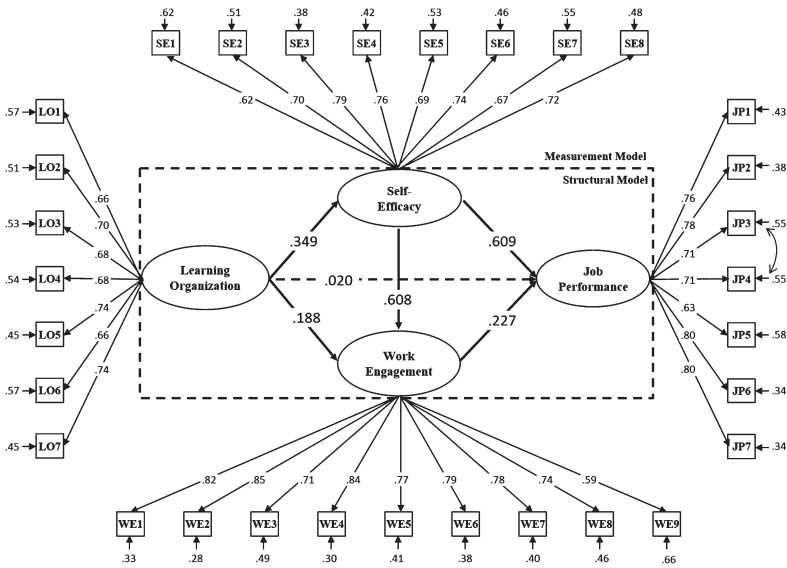 .62 .51 .38 .42 .53 .46 .55 .48
SE1 SE2 SE3 SE4 SE5 SE6 SE7 SE8
.62 .70 .79 .76 .69 .74 .67 .72
.57 LO1
.51 LO2
.53 LO3
.54 LO4
.45 LO5
.57 LO6
.45 LO7
.66
.70
.68
.68
.74
.66
.74
Measurement Model
Structural Model
Self-
Efficacy
.349
.609
Learning
Organization
.020
Job
Performance
.608
.188
.227
Work
Engagement
.76
.78
.71
.71
.63
.80
.80
JP1 .43
JP2 .38
JP3 .55
JP4 .55
JP5 .58
JP6 .34
JP7 .34
.82 .85 .71 .84 .77 .79 .78 .74 .59
WE1 WE2 WE3 WE4 WE5 WE6 WE7 WE8 WE9
.33 .28 .49 .30 .41 .38 .40 .46 .66